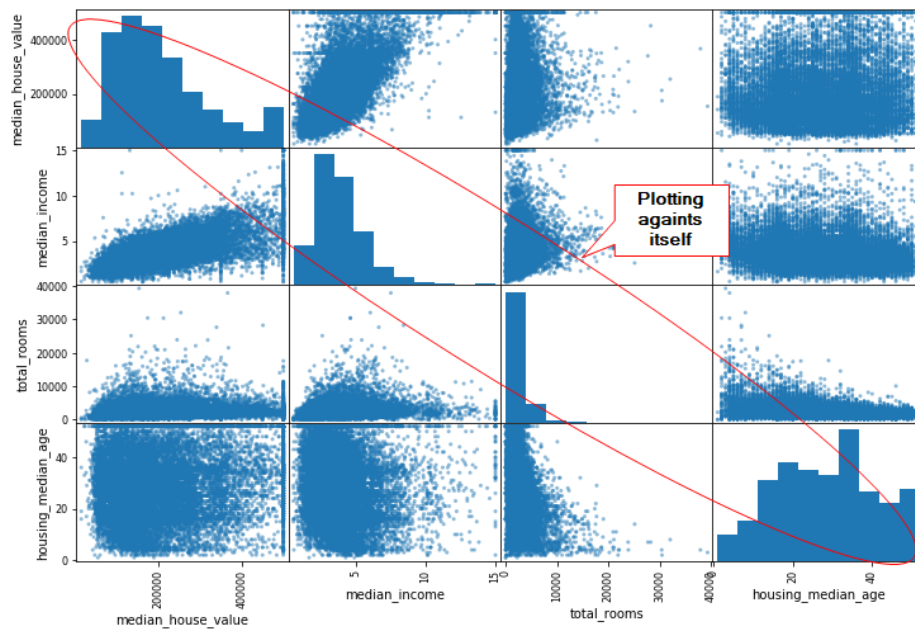 median_house_value
400000
200000
median_income
15
10
5
Plotting
againts
itself
total_rooms
40000
30000
20000
10000
0
housing_median_age
40
20
0
200000
400000
5
10
15
0
10000
20000
30000
40000
20
40
median_house_value
median_income
total_rooms
housing_median_age